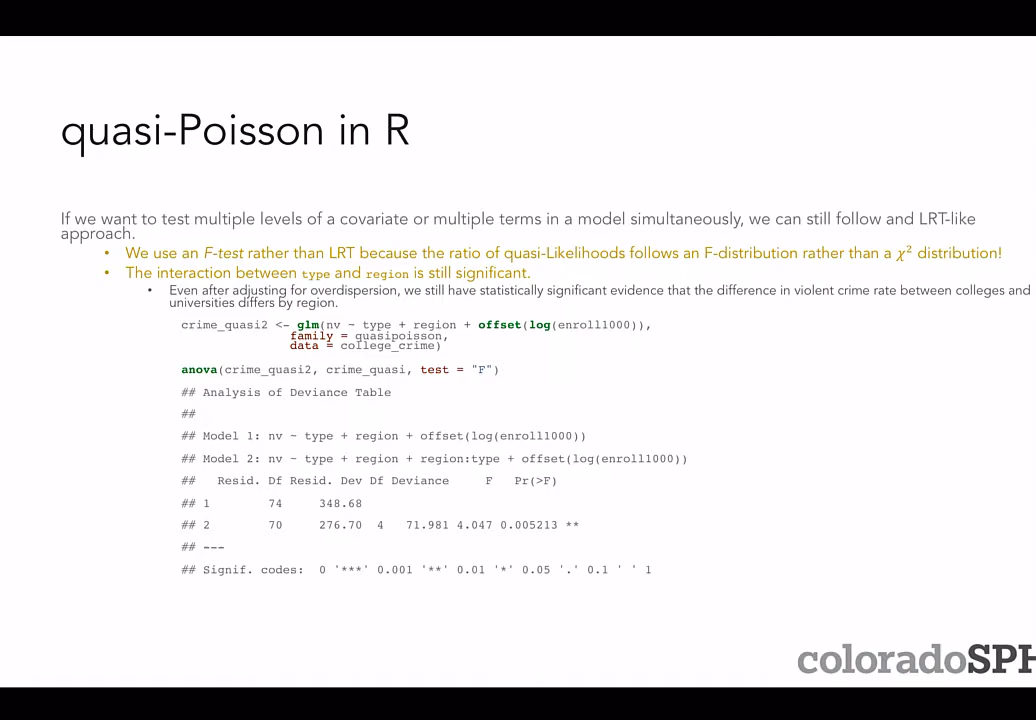 quasi-Poisson in R
If we want to test multiple levels of a covariate or multiple terms in a model simultaneously, we can still follow and LRT-like
approach.
• We use an F-test rather than LRT because the ratio of quasi-Likelihoods follows an F-distribution rather than a χ² distribution!
• The interaction between type and region is still significant.
• Even after adjusting for overdispersion, we still have statistically significant evidence that the difference in violent crime rate between colleges and
universities differs by region.
crime_quasi2 <- glm(nv ~ type + region + offset(log(enroll1000)),
family = quasipoisson,
data = college_crime)
anova(crime_quasi2, crime_quasi, test = "F")
## Analysis of Deviance Table
##
## Model 1: nv ~ type + region + offset(log(enroll1000))
## Model 2: nv ~ type + region + region:type + offset(log(enroll1000))
##   Resid. Df Resid. Dev Df Deviance     F   Pr(>F)
## 1        74     348.68
## 2        70     276.70  4   71.981 4.047 0.005213 **
## ---
## Signif. codes:  0 '***' 0.001 '**' 0.01 '*' 0.05 '.' 0.1 ' ' 1
coloradoSPH